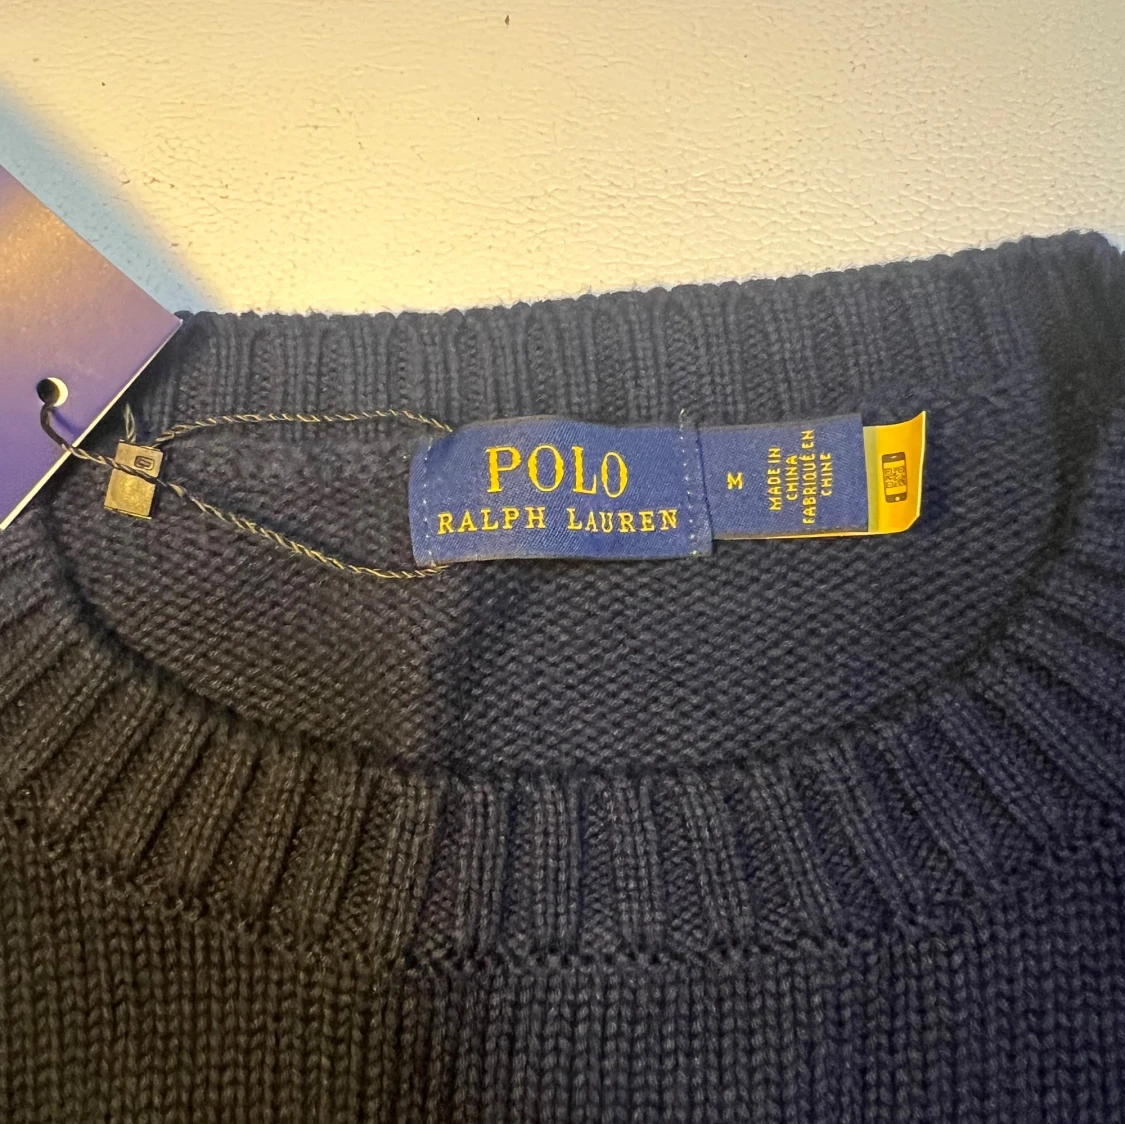 POLO
RALPH LAUREN
M
MADE IN
CHINA
FABRIQUÉ EN
CHINE